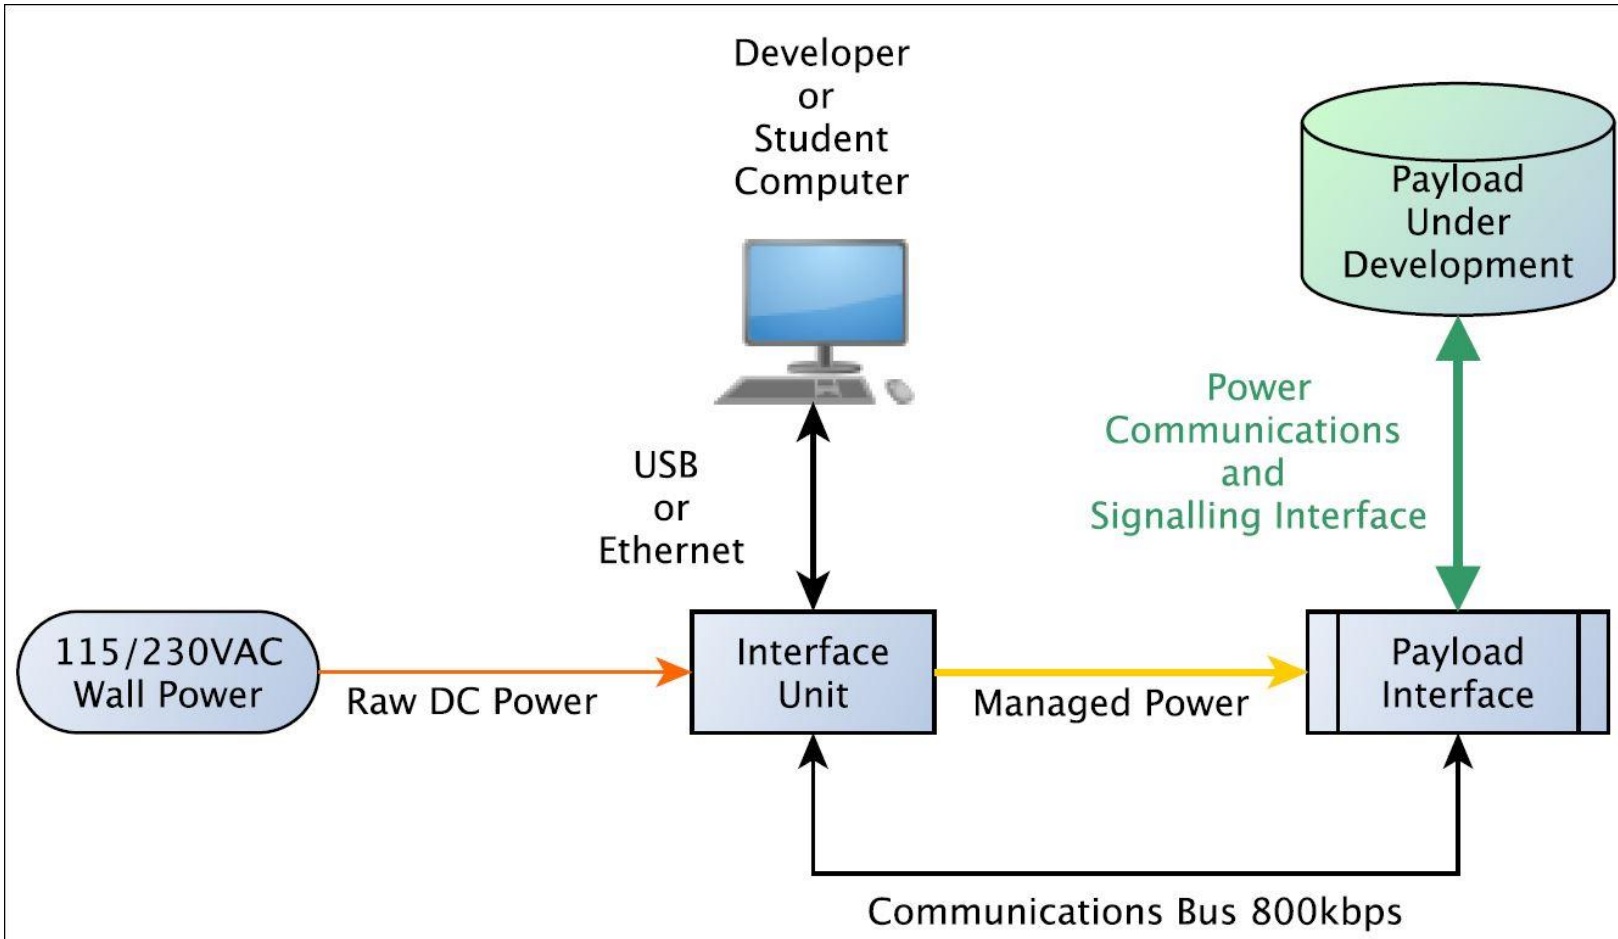 Developer
or
Student
Computer
Payload
Under
Development
Power
Communications
and
Signalling Interface
USB
or
Ethernet
115/230VAC
Wall Power
Raw DC Power
Interface
Unit
Managed Power
Payload
Interface
Communications Bus 800kbps